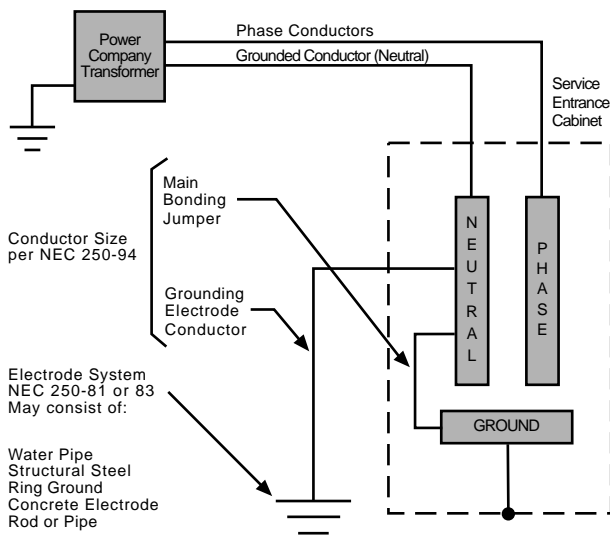 Power
Company
Transformer
Phase Conductors
Grounded Conductor (Neutral)
Service
Entrance
Cabinet
Main
Bonding
Jumper
Conductor Size
per NEC 250-94
Grounding
Electrode
Conductor
NEUTRAL
PHASE
GROUND
Electrode System
NEC 250-81 or 83
May consist of:
Water Pipe
Structural Steel
Ring Ground
Concrete Electrode
Rod or Pipe